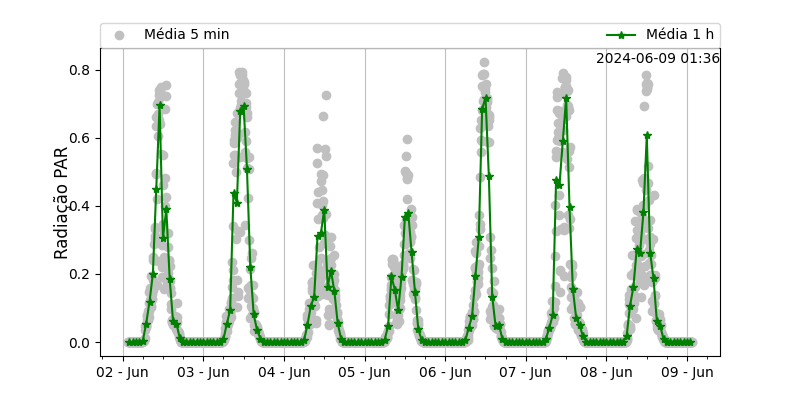 Média 5 min
Média 1 h
2024-06-09 01:36
Radiação PAR
0.8
0.6
0.4
0.2
0.0
02 - Jun
03 - Jun
04 - Jun
05 - Jun
06 - Jun
07 - Jun
08 - Jun
09 - Jun